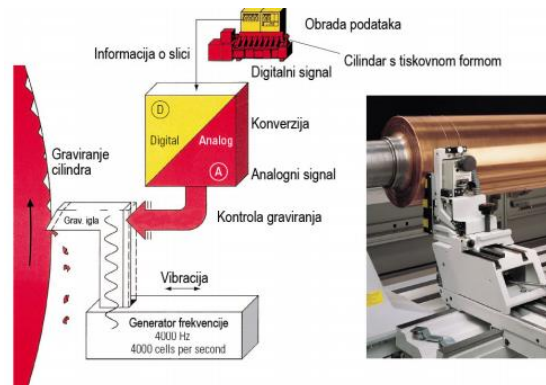 Obrada podataka
Informacija o slici
Cilindar s tiskovnom formom
Digitalni signal
D
Digital
Konverzija
Analog
Graviranje
cilindra
A
Analogni signal
Grav. igla
Kontrola graviranja
Vibracija
Generator frekvencije
4000 Hz
4000 cells per second